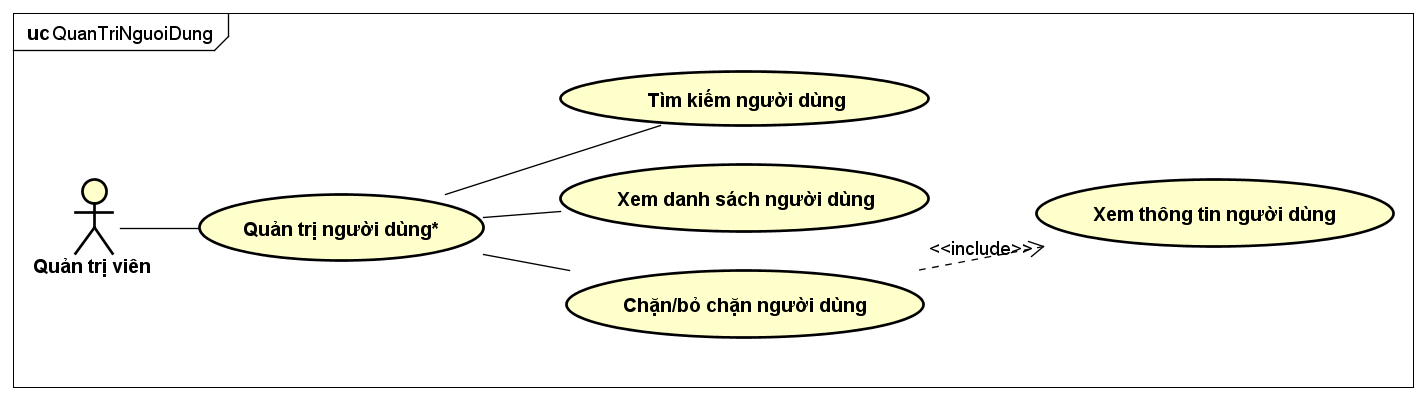 uc QuanTriNguoiDung
Tìm kiếm người dùng
Xem danh sách người dùng
Xem thông tin người dùng
Quản trị người dùng*
<<include>>
Quản trị viên
Chặn/bỏ chặn người dùng